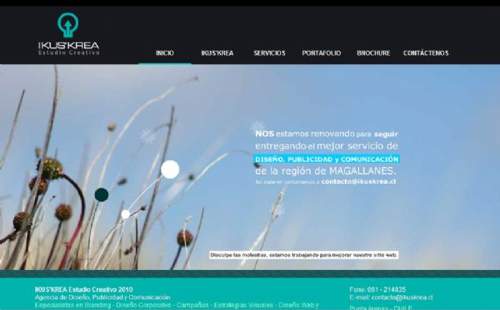 IKUS'KREA
Estudio Creativo
INICIO IKUS'KREA SERVICIOS PORTAFOLIO BROCHURE CONTÁCTENOS
NOS estamos renovando para seguir
entregando el mejor servicio de
DISEÑO, PUBLICIDAD y COMUNICACIÓN
de la región de MAGALLANES.
contacto@ikuskrea.cl
Disculpe las molestias, estamos trabajando para mejorar nuestro sitio web.
IKUS'KREA Estudio Creativo 2010
Agencia de Diseño, Publicidad y Comunicación
Especialistas en Branding - Diseño Corporativo - Campañas - Estrategias Visuales - Diseño Web y
Fono: 061 - 214825
E-mail: contacto@ikuskrea.cl
Punta Arenas - CHILE